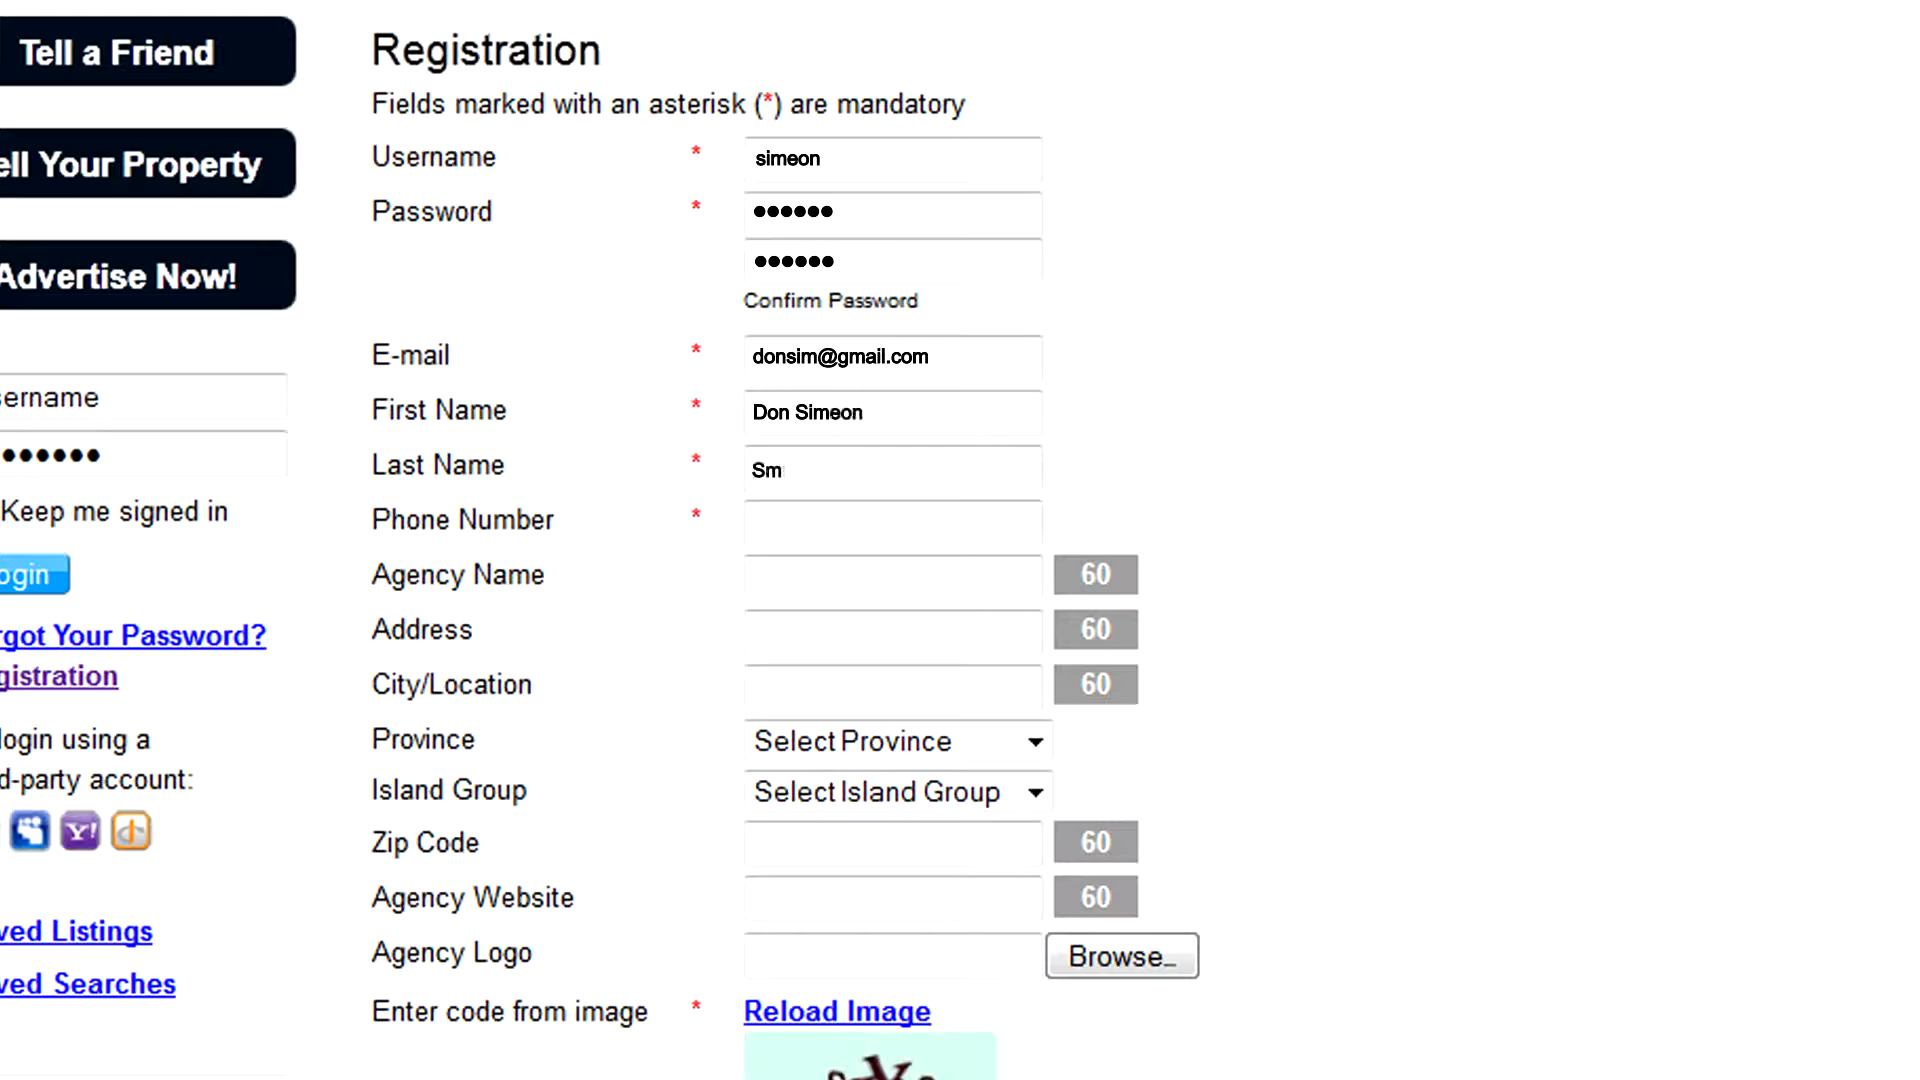 Tell a Friend
ell Your Property
Advertise Now!
sername
•••••••
Keep me signed in
ogin
rgot Your Password?
gistration
login using a
d-party account:
Y!
ved Listings
ved Searches
Registration
Fields marked with an asterisk (*) are mandatory
Username * simeon
Password * ••••••
••••••
Confirm Password
E-mail * donsim@gmail.com
First Name * Don Simeon
Last Name * Sm
Phone Number *
Agency Name 60
Address 60
City/Location 60
Province Select Province
Island Group Select Island Group
Zip Code 60
Agency Website 60
Agency Logo Browse...
Enter code from image * Reload Image